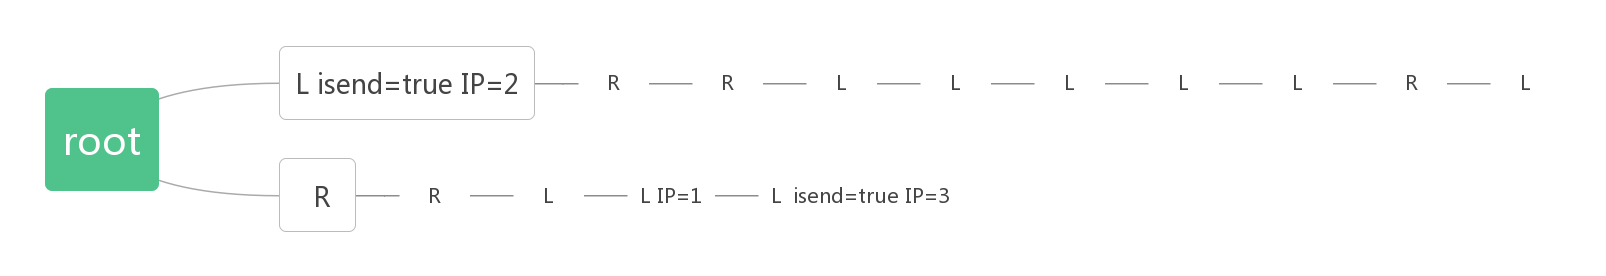 root
L isend=true IP=2
R
R
L
L
L
L
L
R
L
R
R
L
L IP=1
L isend=true IP=3